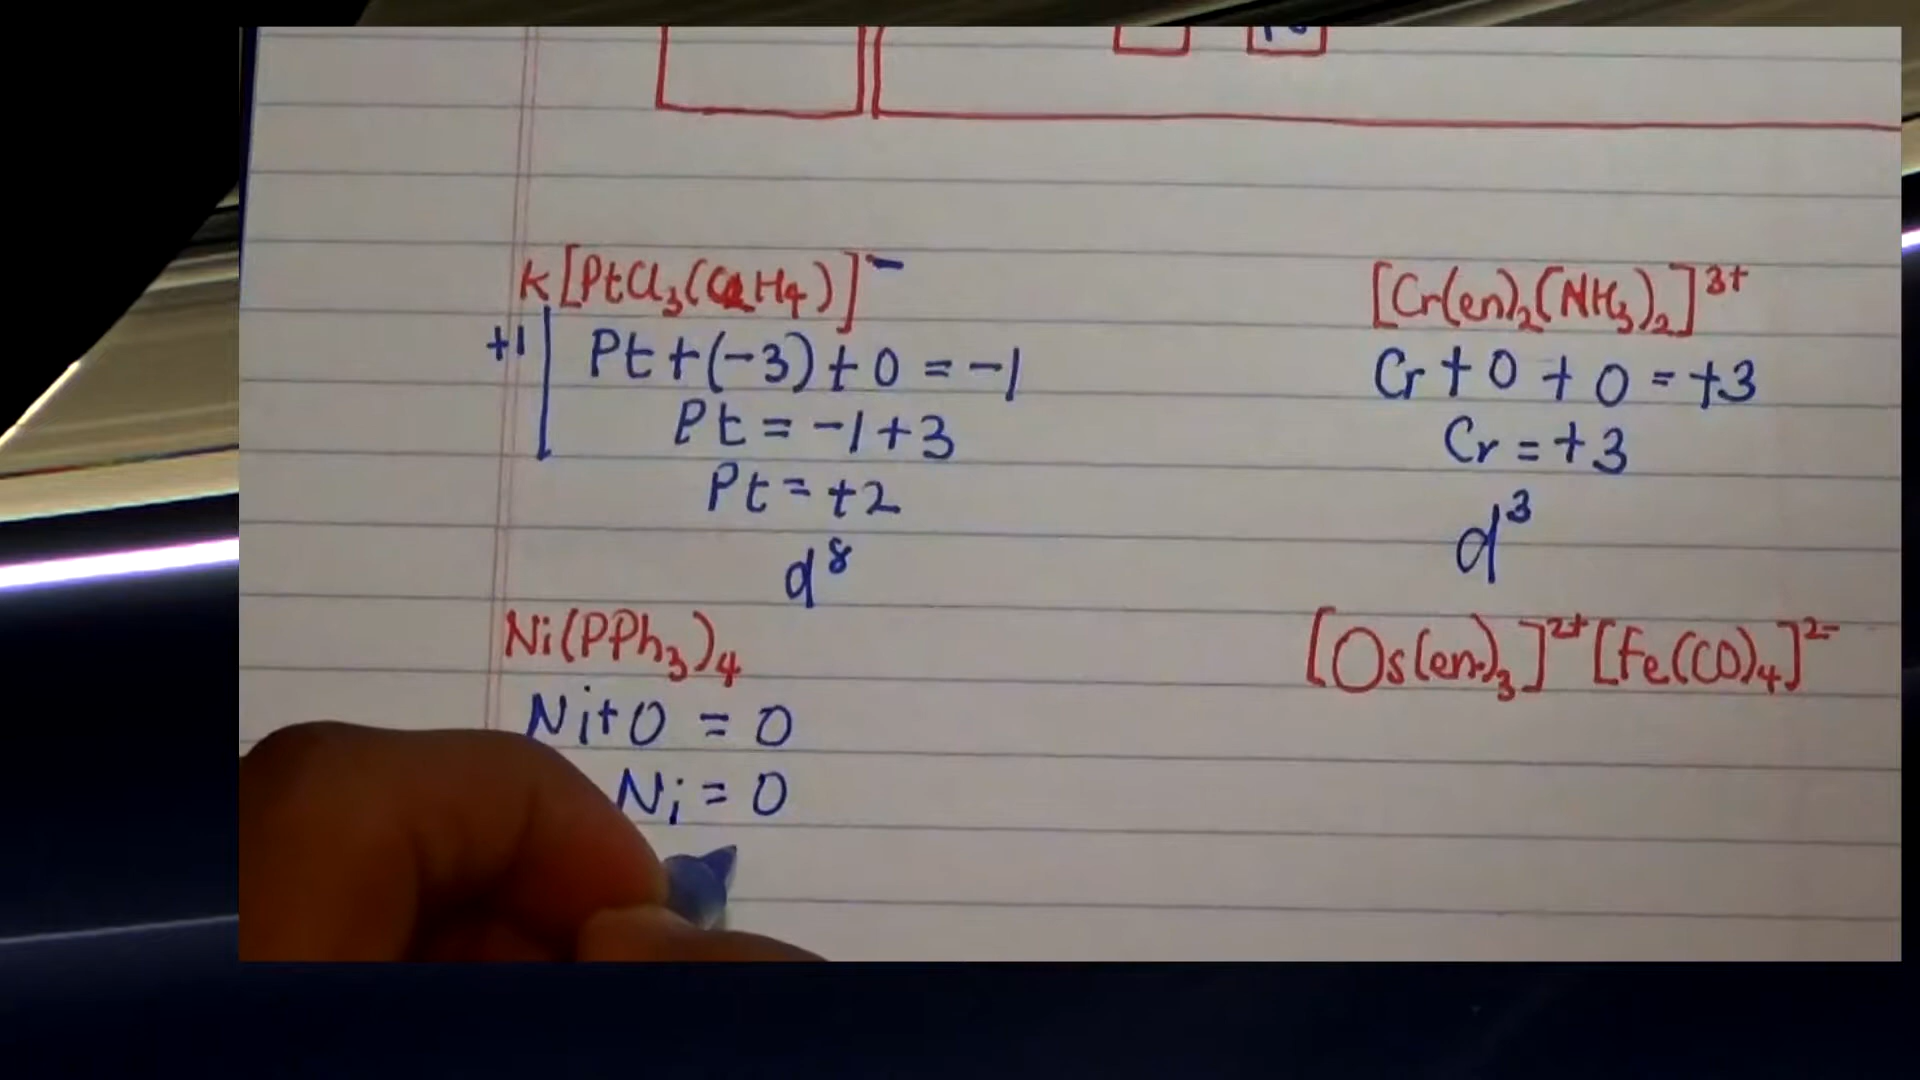 K[PtCl₃(C₂H₄)]⁻
+1 | Pt + (-3) + 0 = -1
Pt = -1 + 3
Pt = +2
d⁸
[Cr(en)₂(NH₃)₂]³⁺
Cr + 0 + 0 = +3
Cr = +3
d³
Ni(PPh₃)₄
Ni + 0 = 0
Ni = 0
[Os(en)₃]²⁺[Fe(CO)₄]²⁻